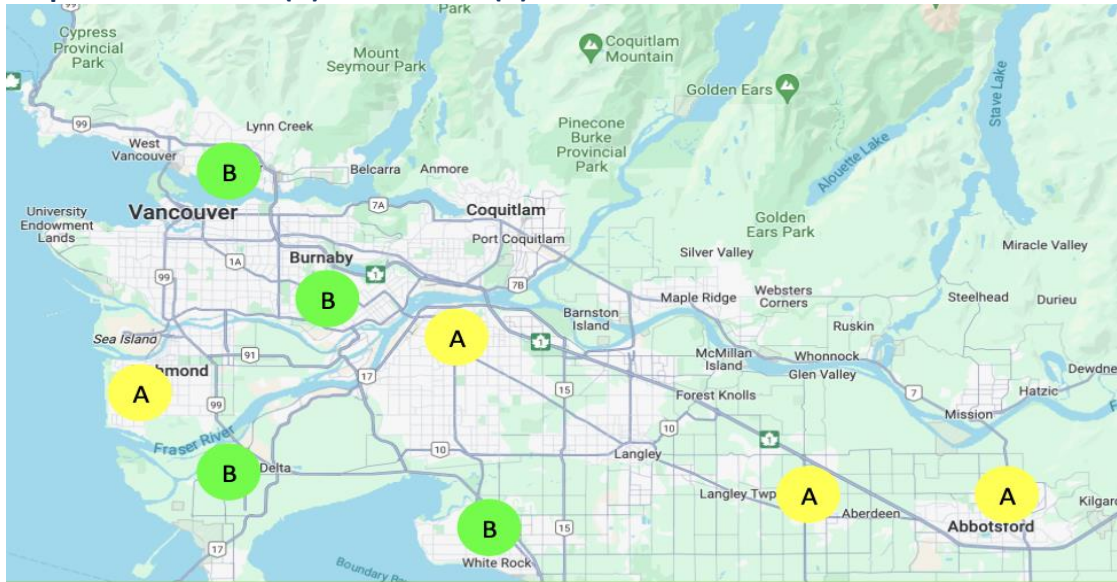 Park
Cypress
Provincial
Park
Mount
Seymour Park
Coquitlam
Mountain
Golden Ears
Stave Lake
99
99
Lynn Creek
West
Vancouver
B
Belcarra
Anmore
Pinecone
Burke
Provincial
Park
Alouette Lake
University
Endowment
Lands
Vancouver
7A
Coquitlam
Port Coquitlam
Golden
Ears Park
Miracle Valley
Silver Valley
Burnaby
1A
99
1
7B
B
Maple Ridge
Websters
Corners
Steelhead
Durieu
Barnston
Island
Ruskin
Sea Island
A
1
91
hmond
A
17
15
McMillan
Island
Whonnock
Glen Valley
Dewdne
Hatzic
7
Mission
99
Forest Knolls
Fraser River
10
10
1
Langley
B
Delta
Langley Twp
A
A
Kilgar
Aberdeen
Abbotsford
B
15
17
White Rock
Boundary